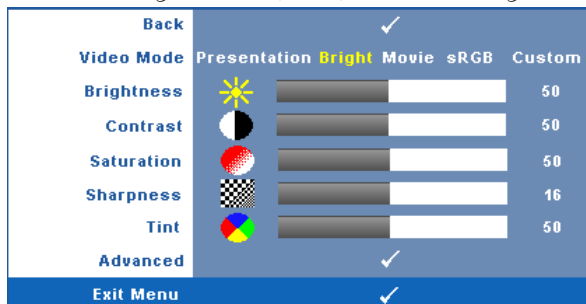 Back
Video Mode Presentation Bright Movie sRGB Custom
Brightness 50
Contrast 50
Saturation 50
Sharpness 16
Tint 50
Advanced
Exit Menu